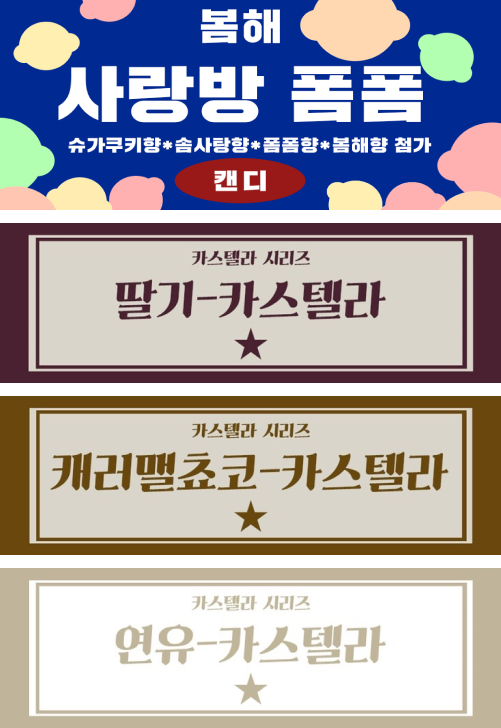 봄해
사랑방 폼폼
슈가쿠키향*솜사탕향*폼폼향*봄해향 첨가
캔디
카스텔라 시리즈
딸기-카스텔라
카스텔라 시리즈
캐러멜쵸코-카스텔라
카스텔라 시리즈
연유-카스텔라